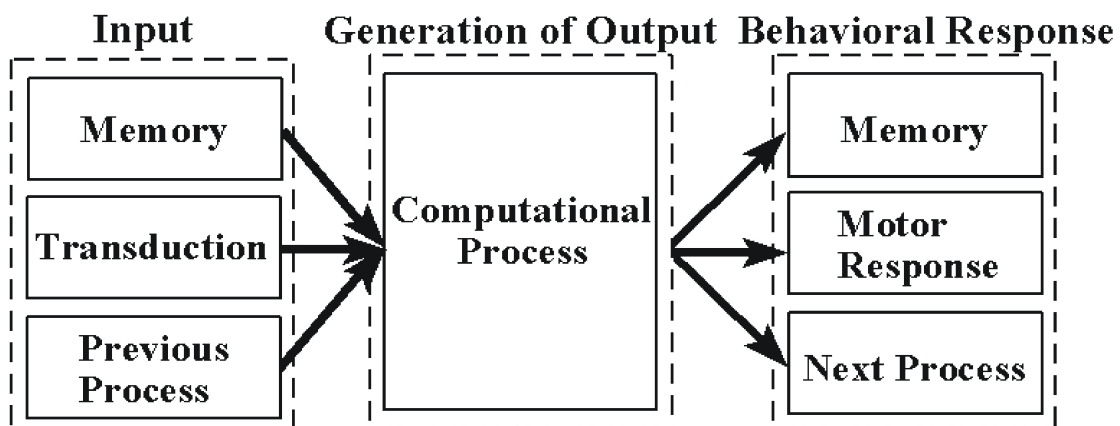 Input
Generation of Output
Behavioral Response
Memory
Transduction
Previous
Process
Computational
Process
Memory
Motor
Response
Next Process